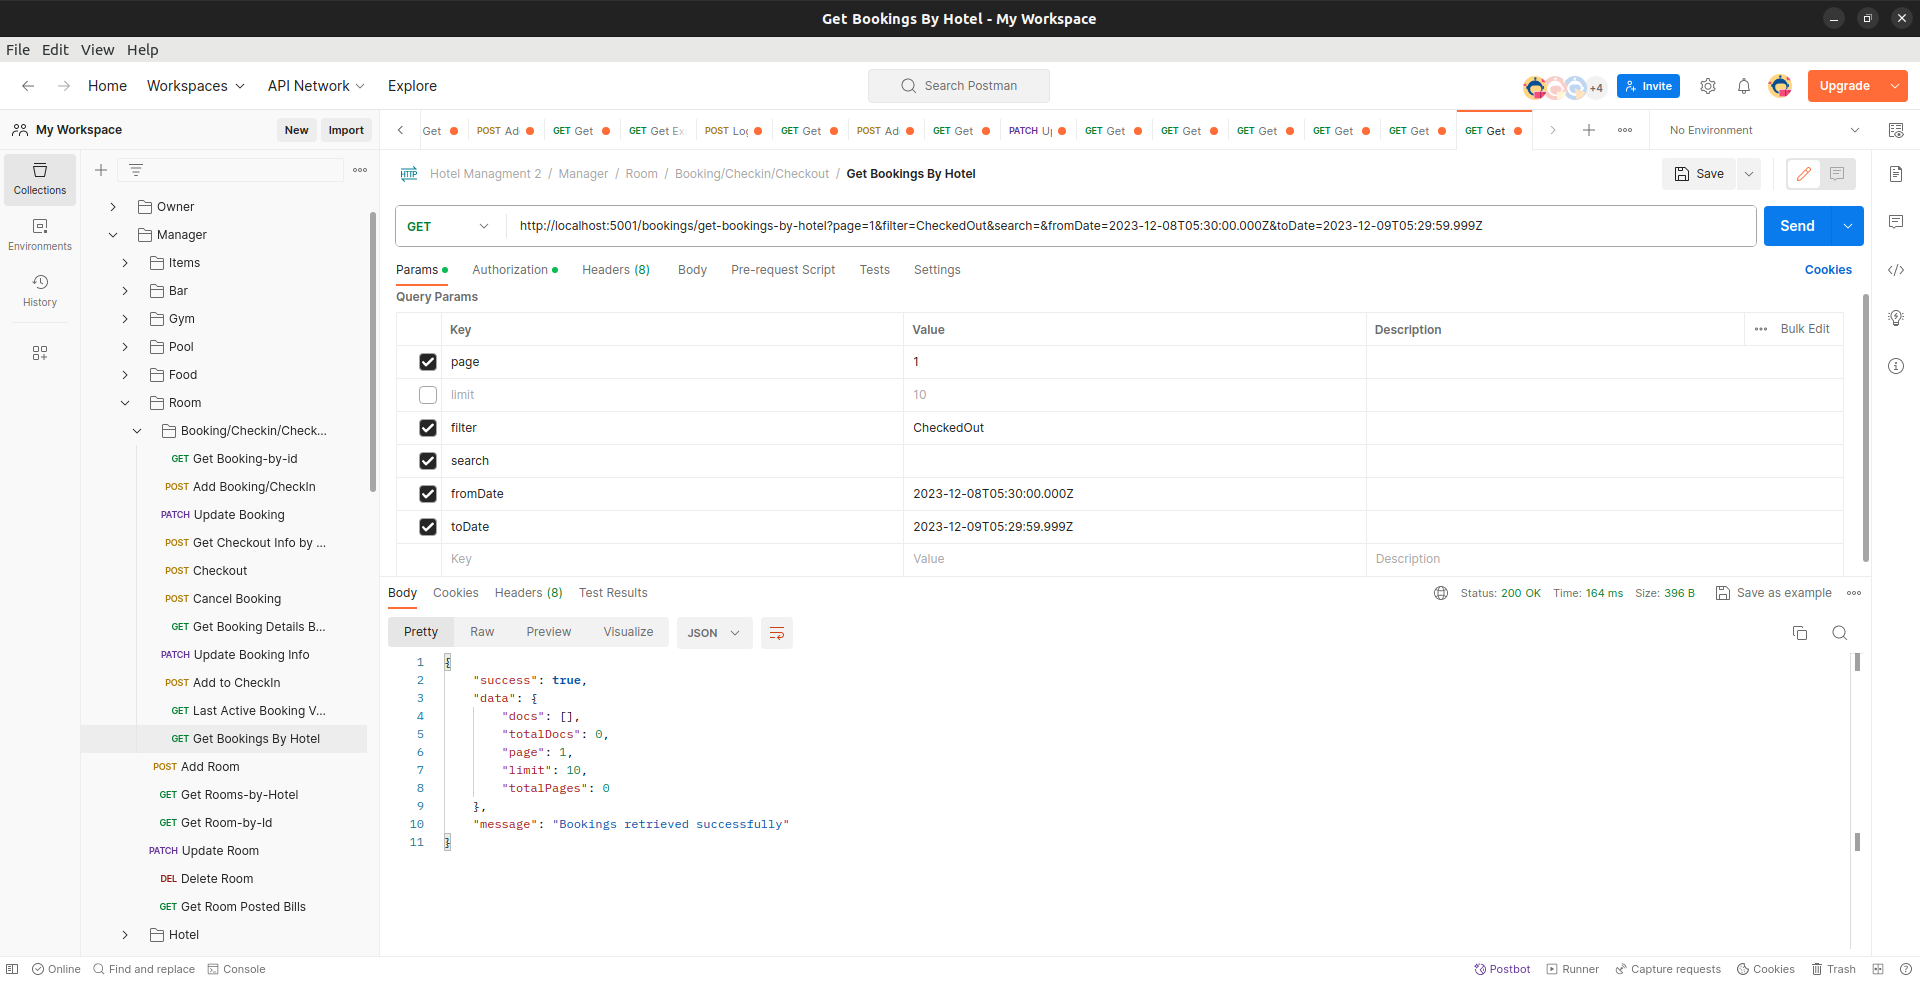 Get Bookings By Hotel - My Workspace
File Edit View Help
Home Workspaces API Network Explore
Search Postman
+4
Invite
Upgrade
My Workspace
New Import
Get POST Ad GET Get GET Get Ex POST Log GET Get POST Ad GET Get PATCH Up GET Get GET Get GET Get GET Get GET Get GET Get
No Environment
Collections
Environments
History
Owner
Manager
Items
Bar
Gym
Pool
Food
Room
Booking/Checkin/Check...
GET Get Booking-by-id
POST Add Booking/CheckIn
PATCH Update Booking
POST Get Checkout Info by ...
POST Checkout
POST Cancel Booking
GET Get Booking Details B...
PATCH Update Booking Info
POST Add to CheckIn
GET Last Active Booking V...
GET Get Bookings By Hotel
POST Add Room
GET Get Rooms-by-Hotel
GET Get Room-by-Id
PATCH Update Room
DEL Delete Room
GET Get Room Posted Bills
Hotel
HTTP Hotel Managment 2 / Manager / Room / Booking/Checkin/Checkout / Get Bookings By Hotel
Save
GET http://localhost:5001/bookings/get-bookings-by-hotel?page=1&filter=CheckedOut&search=&fromDate=2023-12-08T05:30:00.000Z&toDate=2023-12-09T05:29:59.999Z
Send
Params Authorization Headers (8) Body Pre-request Script Tests Settings
Cookies
Query Params
Key Value Description Bulk Edit
page 1
limit 10
filter CheckedOut
search
fromDate 2023-12-08T05:30:00.000Z
toDate 2023-12-09T05:29:59.999Z
Key Value Description
Body Cookies Headers (8) Test Results
Status: 200 OK Time: 164 ms Size: 396 B Save as example
Pretty Raw Preview Visualize JSON
1 {
2 "success": true,
3 "data": {
4 "docs": [],
5 "totalDocs": 0,
6 "page": 1,
7 "limit": 10,
8 "totalPages": 0
9 },
10 "message": "Bookings retrieved successfully"
11 }
Online Find and replace Console
Postbot Runner Capture requests Cookies Trash